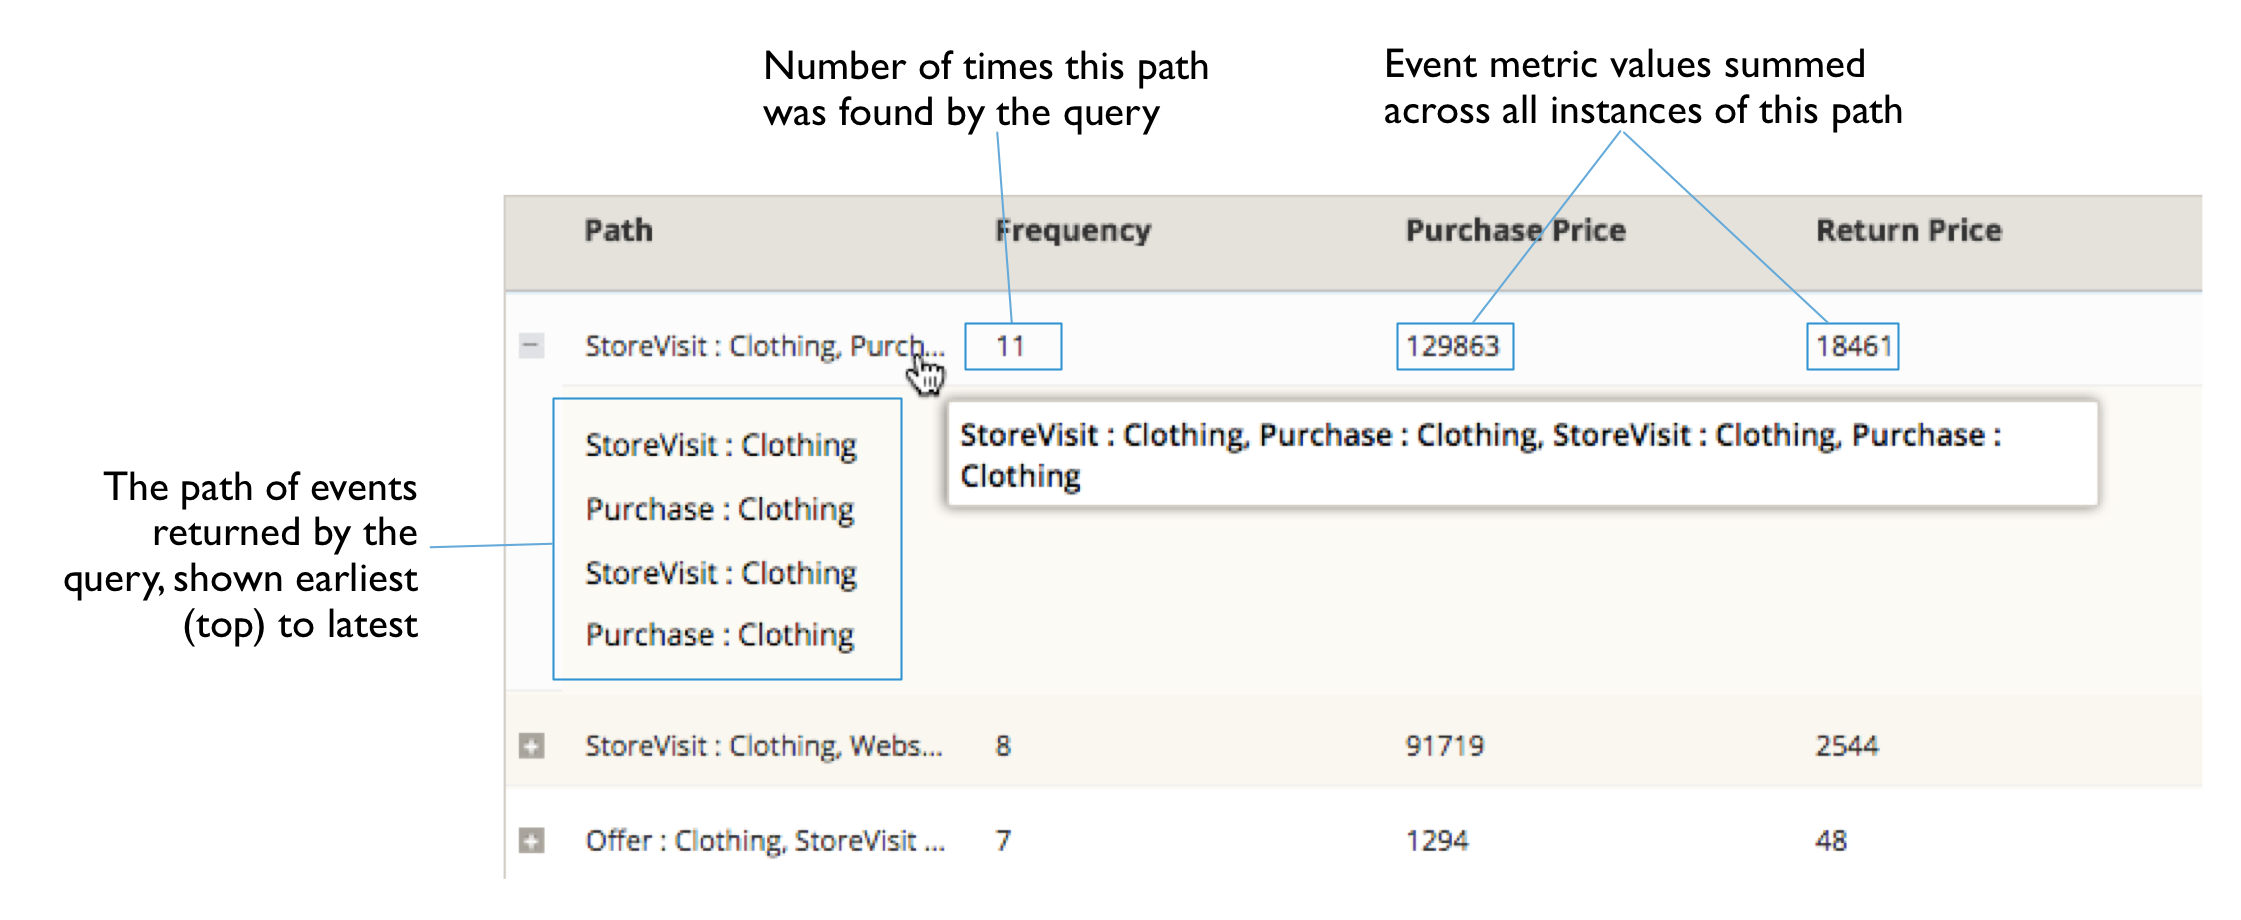 Number of times this path
was found by the query
Event metric values summed
across all instances of this path
Path Frequency Purchase Price Return Price
StoreVisit : Clothing, Purch... 11 129863 18461
StoreVisit : Clothing, Purchase : Clothing, StoreVisit : Clothing, Purchase :
Clothing
StoreVisit : Clothing
Purchase : Clothing
StoreVisit : Clothing
Purchase : Clothing
The path of events
returned by the
query, shown earliest
(top) to latest
StoreVisit : Clothing, Webs... 8 91719 2544
Offer : Clothing, StoreVisit ... 7 1294 48